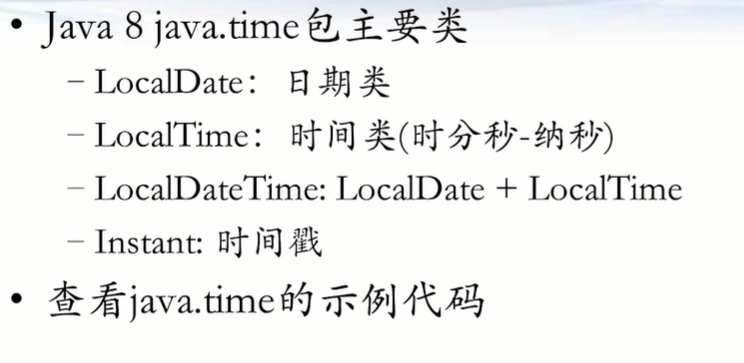 • Java 8 java.time包主要类
– LocalDate： 日期类
– LocalTime： 时间类(时分秒-纳秒)
– LocalDateTime: LocalDate + LocalTime
– Instant: 时间戳
• 查看java.time的示例代码